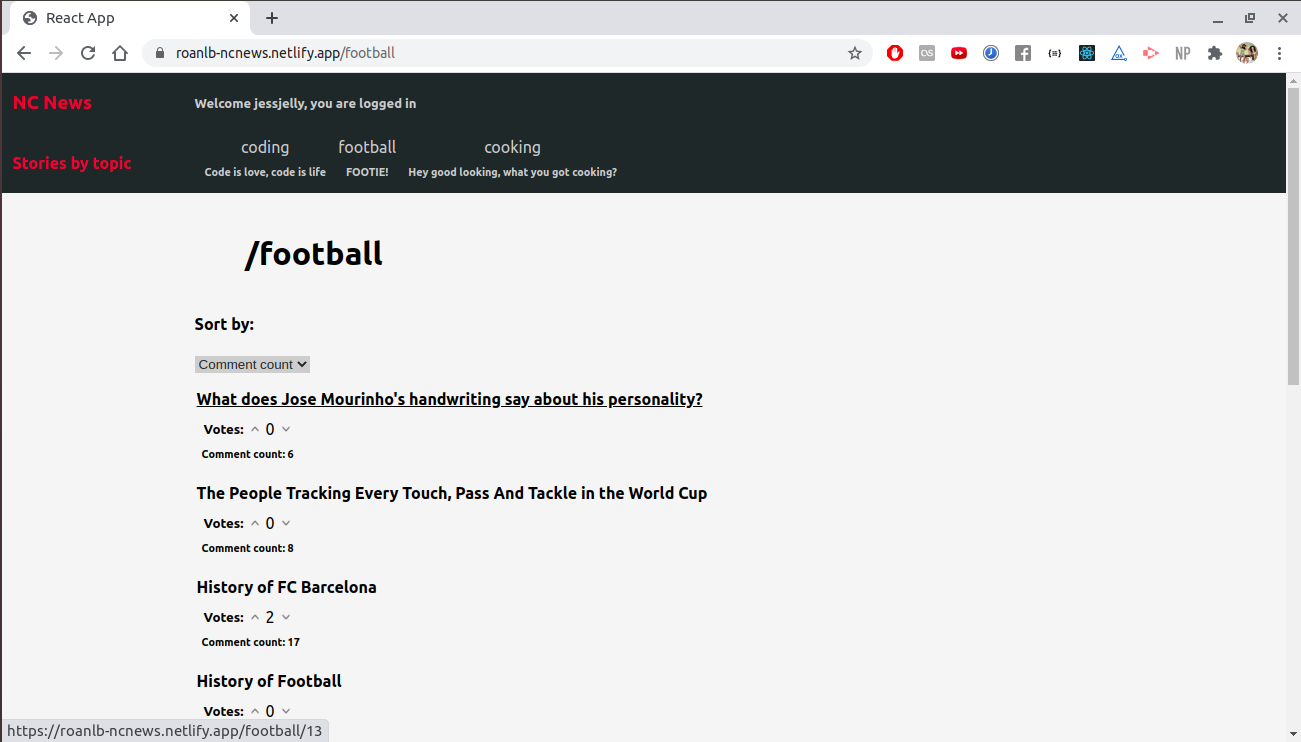 React App
roanlb-ncnews.netlify.app/football
NP
NC News
Welcome jessjelly, you are logged in
Stories by topic
coding football cooking
Code is love, code is life FOOTIE! Hey good looking, what you got cooking?
/football
Sort by:
Comment count
What does Jose Mourinho's handwriting say about his personality?
Votes: 0
Comment count: 6
The People Tracking Every Touch, Pass And Tackle in the World Cup
Votes: 0
Comment count: 8
History of FC Barcelona
Votes: 2
Comment count: 17
History of Football
Votes: 0
https://roanlb-ncnews.netlify.app/football/13